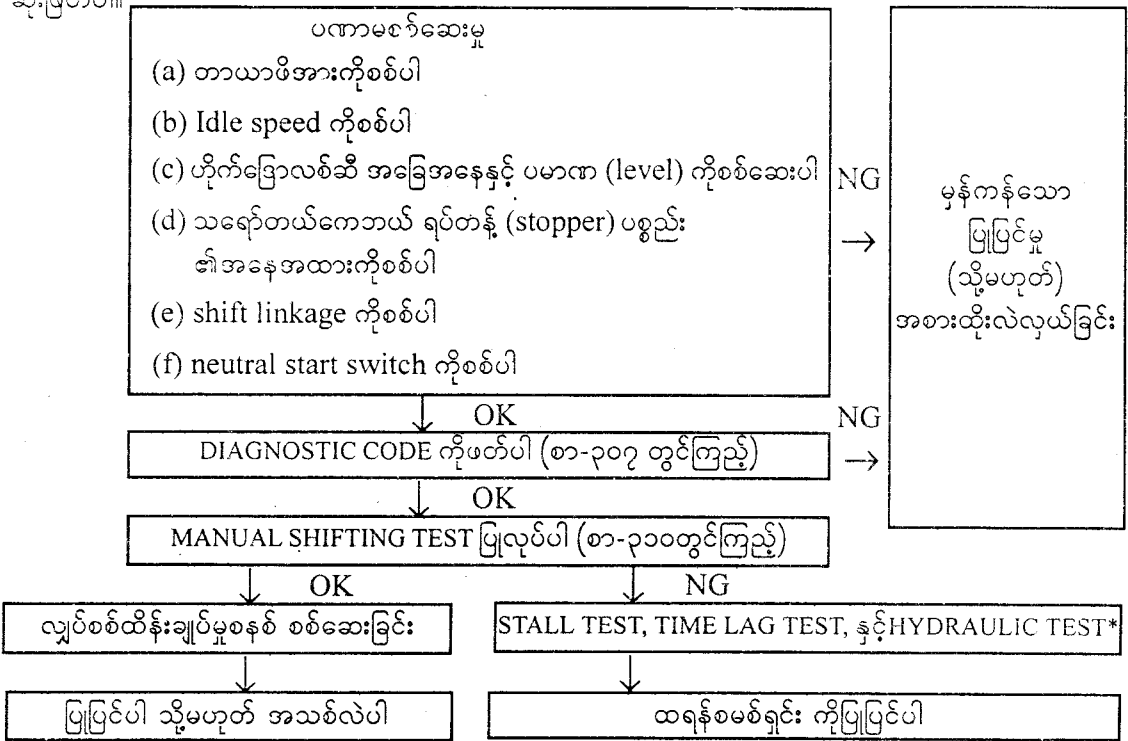 ပဏာမစစ်ဆေးမှု
(a) တာယာဖိအားကိုစစ်ပါ
(b) Idle speed ကိုစစ်ပါ
(c) ဟိုက်ဒြောလစ်ဆီ အခြေအနေနှင့် ပမာဏ (level) ကိုစစ်ဆေးပါ
(d) သရော်တယ်ကေဘယ် ရပ်တန့် (stopper) ပစ္စည်း
၏အနေအထားကိုစစ်ပါ
(e) shift linkage ကိုစစ်ပါ
(f) neutral start switch ကိုစစ်ပါ
NG
→
မှန်ကန်သော
ပြုပြင်မှု
(သို့မဟုတ်)
အစားထိုးလဲလှယ်ခြင်း
OK
NG
DIAGNOSTIC CODE ကိုဖတ်ပါ (စာ-၃၀၇ တွင်ကြည့်)
→
OK
MANUAL SHIFTING TEST ပြုလုပ်ပါ (စာ-၃၁၀တွင်ကြည့်)
OK
NG
လျှပ်စစ်ထိန်းချုပ်မှုစနစ် စစ်ဆေးခြင်း
STALL TEST, TIME LAG TEST, နှင့်HYDRAULIC TEST*
ပြုပြင်ပါ သို့မဟုတ် အသစ်လဲပါ
ထရန်စမစ်ရှင်း ကိုပြုပြင်ပါ